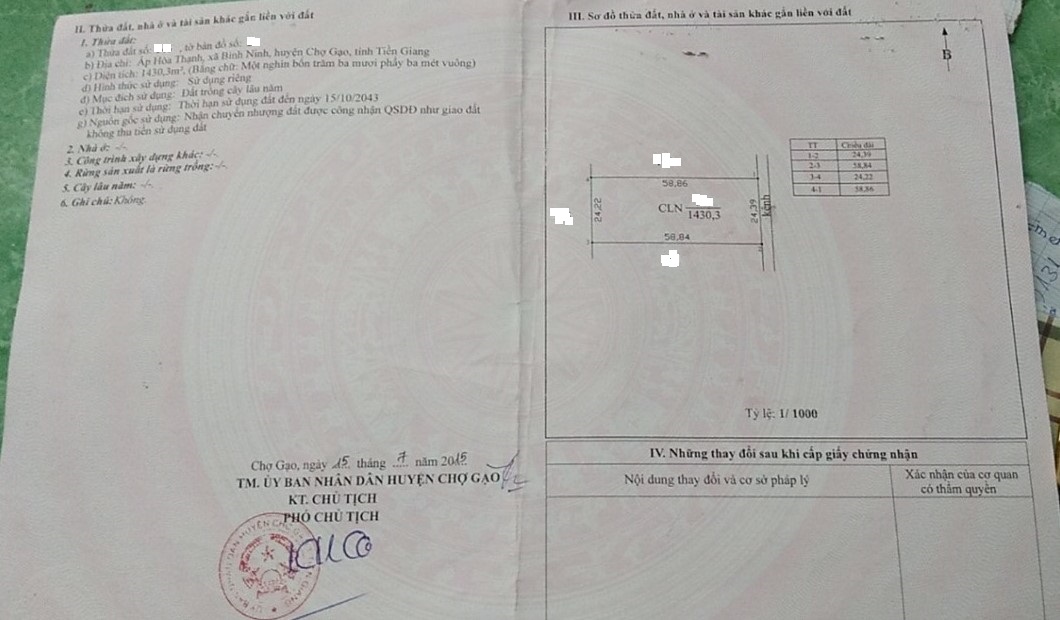 II. Thửa đất, nhà ở và tài sản khác gắn liền với đất
1. Thửa đất:
a) Thửa đất số: , tờ bản đồ số:
b) Địa chỉ: Ấp Hòa Thạnh, xã Bình Ninh, huyện Chợ Gạo, tỉnh Tiền Giang
c) Diện tích: 1430,3m², (Bằng chữ: Một nghìn bốn trăm ba mươi phẩy ba mét vuông)
d) Hình thức sử dụng: Sử dụng riêng
đ) Mục đích sử dụng: Đất trồng cây lâu năm
e) Thời hạn sử dụng: Thời hạn sử dụng đất đến ngày 15/10/2043
g) Nguồn gốc sử dụng: Nhận chuyển nhượng đất được công nhận QSDĐ như giao đất
không thu tiền sử dụng đất
2. Nhà ở: -/-
3. Công trình xây dựng khác: -/-
4. Rừng sản xuất là rừng trồng: -/-
5. Cây lâu năm: -/-
6. Ghi chú: Không.
Chợ Gạo, ngày 15 tháng 7 năm 2015
TM. ỦY BAN NHÂN DÂN HUYỆN CHỢ GẠO
KT. CHỦ TỊCH
PHÓ CHỦ TỊCH
III. Sơ đồ thửa đất, nhà ở và tài sản khác gắn liền với đất
B
TT Chiều dài
1-2 24,39
2-3 58,84
3-4 24,22
4-1 58,86
58,86
24,22
CLN
1430,3
24,39
kênh
58,84
Tỷ lệ: 1/ 1000
IV. Những thay đổi sau khi cấp giấy chứng nhận
Nội dung thay đổi và cơ sở pháp lý
Xác nhận của cơ quan
có thẩm quyền